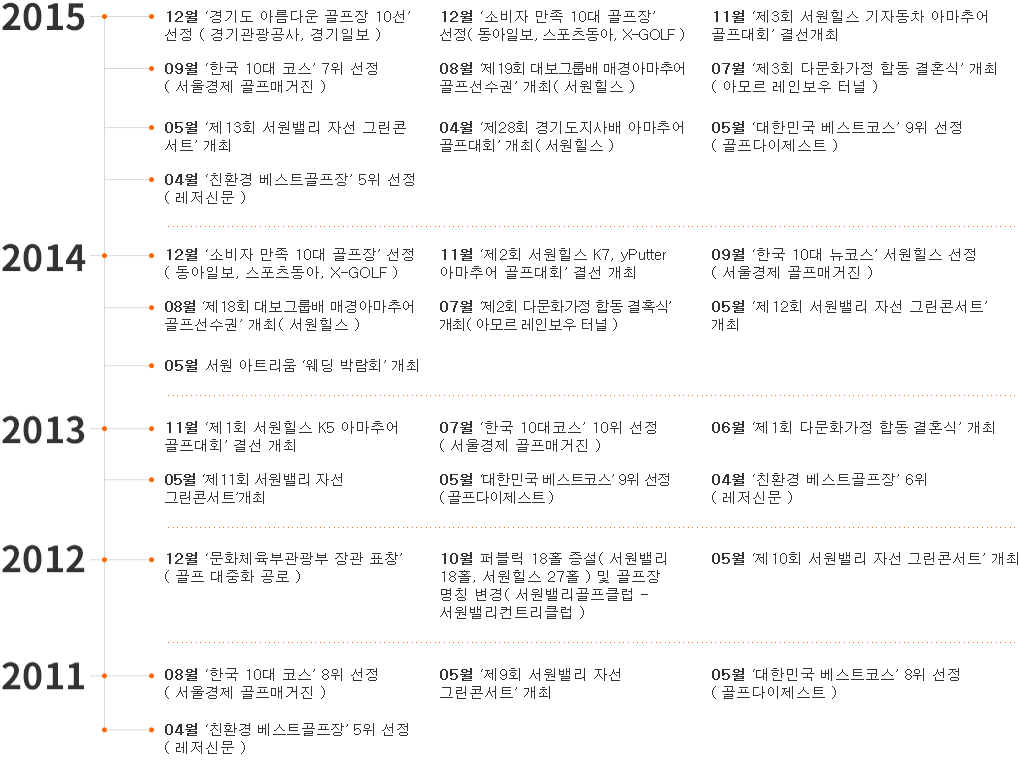 2015
12월 '경기도 아름다운 골프장 10선'
선정 ( 경기관광공사, 경기일보 )
12월 '소비자 만족 10대 골프장'
선정( 동아일보, 스포츠동아, X-GOLF )
11월 '제3회 서원힐스 기자동차 아마추어
골프대회' 결선개최
09월 '한국 10대 코스' 7위 선정
( 서울경제 골프매거진 )
08월 '제19회 대보그룹배 매경아마추어
골프선수권' 개최( 서원힐스 )
07월 '제3회 다문화가정 합동 결혼식' 개최
( 아모르 레인보우 터널 )
05월 '제13회 서원밸리 자선 그린콘
서트' 개최
04월 '제28회 경기도지사배 아마추어
골프대회' 개최( 서원힐스 )
05월 '대한민국 베스트코스' 9위 선정
( 골프다이제스트 )
04월 '친환경 베스트골프장' 5위 선정
( 레저신문 )
2014
12월 '소비자 만족 10대 골프장' 선정
( 동아일보, 스포츠동아, X-GOLF )
11월 '제2회 서원힐스 K7, yPutter
아마추어 골프대회' 결선 개최
09월 '한국 10대 뉴코스' 서원힐스 선정
( 서울경제 골프매거진 )
08월 '제18회 대보그룹배 매경아마추어
골프선수권' 개최( 서원힐스 )
07월 '제2회 다문화가정 합동 결혹식'
개최( 아모르 레인보우 터널 )
05월 '제12회 서원밸리 자선 그린콘서트'
개최
05월 서원 아트리움 '웨딩 박람회' 개최
2013
11월 '제1회 서원힐스 K5 아마추어
골프대회' 결선 개최
07월 '한국 10대코스' 10위 선정
( 서울경제 골프매거진 )
06월 '제1회 다문화가정 합동 결혼식' 개최
05월 '제11회 서원밸리 자선
그린콘서트'개최
05월 '대한민국 베스트코스' 9위 선정
( 골프다이제스트 )
04월 '친환경 베스트골프장' 6위
( 레저신문 )
2012
12월 '문화체육부관광부 장관 표창'
( 골프 대중화 공로 )
10월 퍼블릭 18홀 증설( 서원밸리
18홀, 서원힐스 27홀 ) 및 골프장
명칭 변경( 서원밸리골프클럽 -
서원밸리컨트리클럽 )
05월 '제10회 서원밸리 자선 그린콘서트' 개최
2011
08월 '한국 10대 코스' 8위 선정
( 서울경제 골프매거진 )
05월 '제9회 서원밸리 자선
그린콘서트' 개최
05월 '대한민국 베스트코스' 8위 선정
( 골프다이제스트 )
04월 '친환경 베스트골프장' 5위 선정
( 레저신문 )